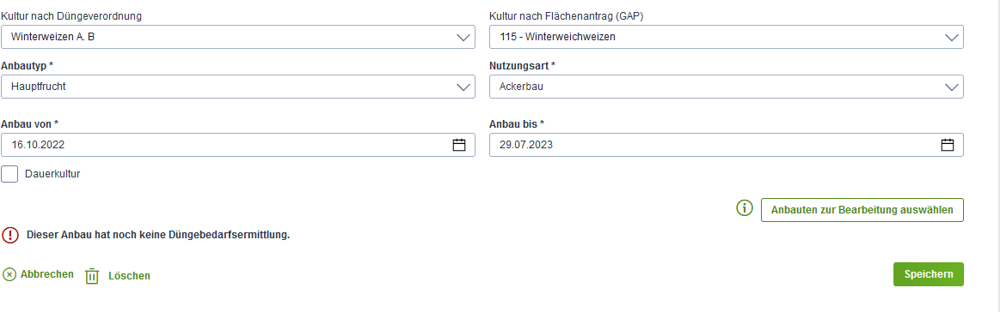 Kultur nach Düngeverordnung
Kultur nach Flächenantrag (GAP)
Winterweizen A. B
115 - Winterweichweizen
Anbautyp *
Nutzungsart *
Hauptfrucht
Ackerbau
Anbau von *
Anbau bis *
16.10.2022
29.07.2023
Dauerkultur
Anbauten zur Bearbeitung auswählen
Dieser Anbau hat noch keine Düngebedarfsermittlung.
Abbrechen
Löschen
Speichern